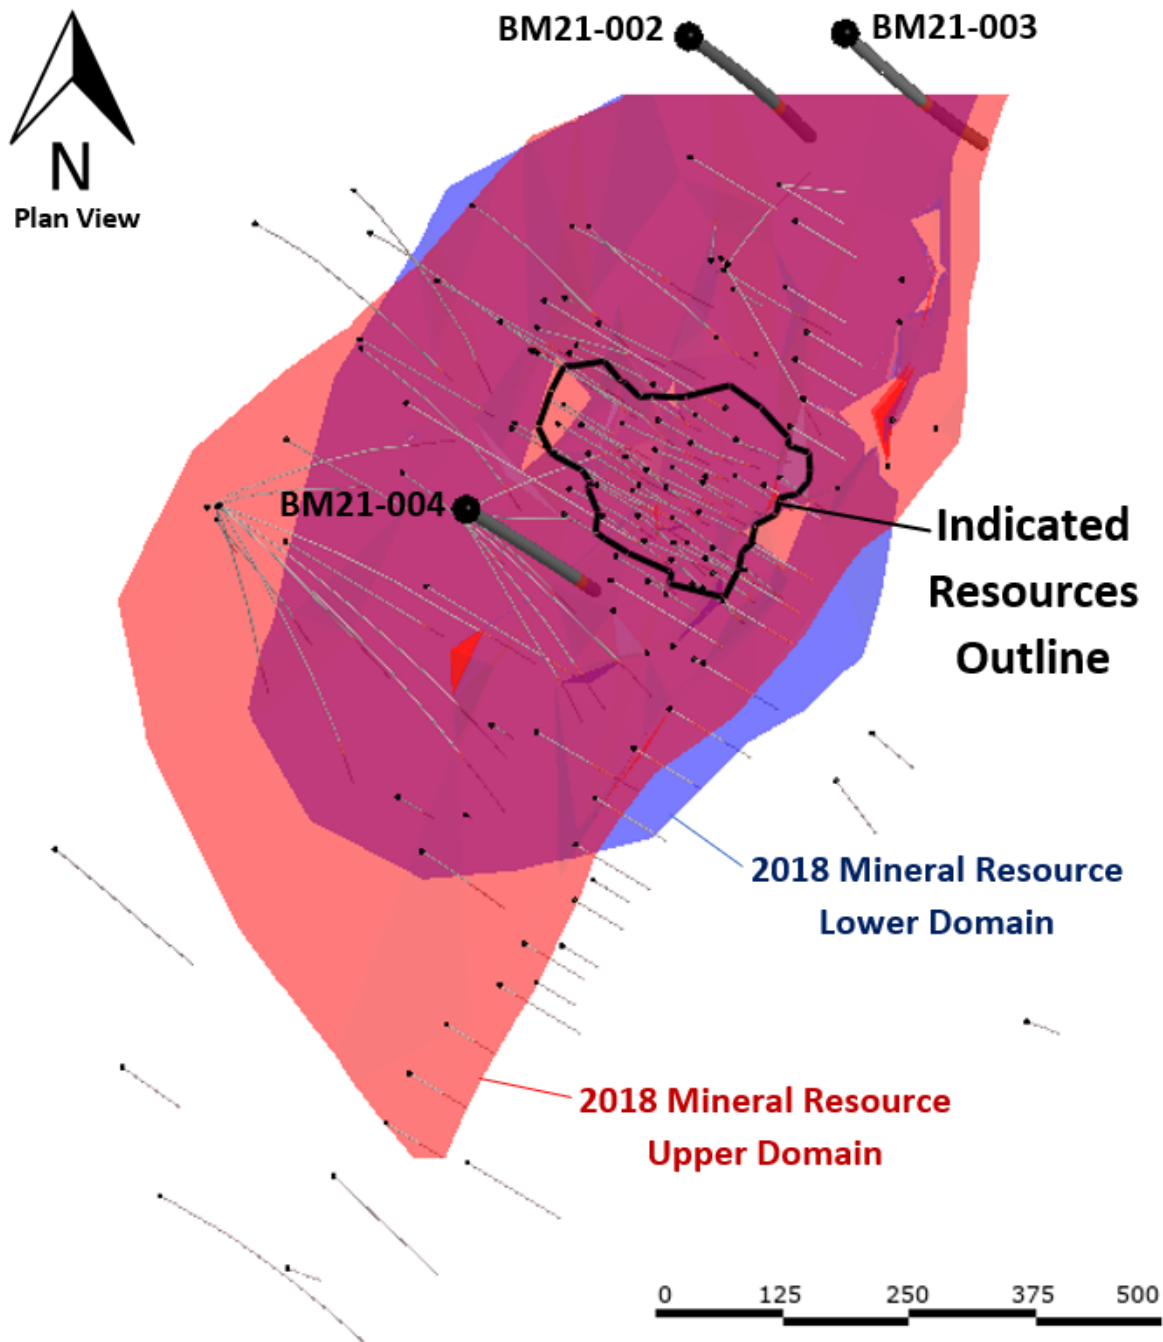 BM21-002
BM21-003
N
Plan View
BM21-004
Indicated
Resources
Outline
2018 Mineral Resource
Lower Domain
2018 Mineral Resource
Upper Domain
0 125 250 375 500